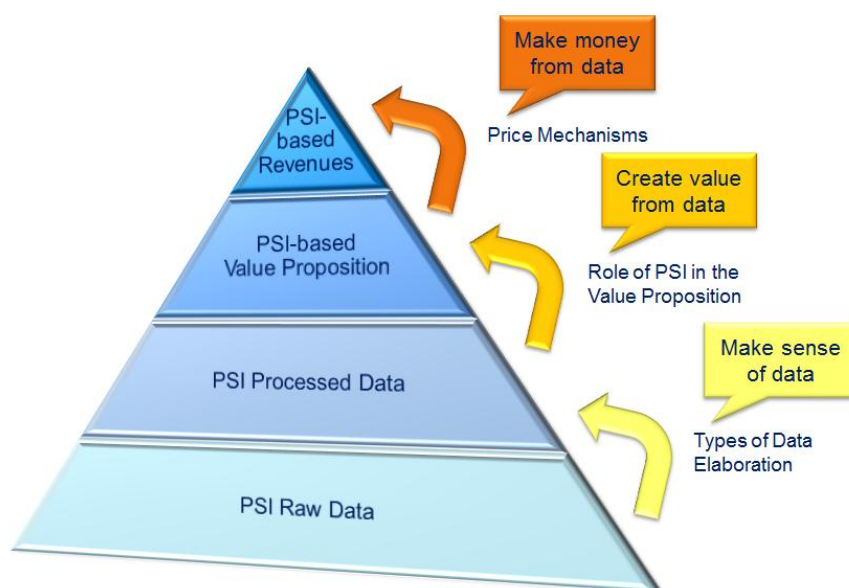 Make money
from data
PSI-
based
Revenues
Price Mechanisms
Create value
from data
PSI-based
Value Proposition
Role of PSI in the
Value Proposition
Make sense
of data
PSI Processed Data
Types of Data
Elaboration
PSI Raw Data